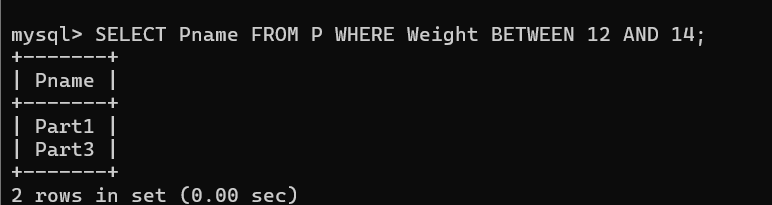 mysql> SELECT Pname FROM P WHERE Weight BETWEEN 12 AND 14;
+-------+
| Pname |
+-------+
| Part1 |
| Part3 |
+-------+
2 rows in set (0.00 sec)